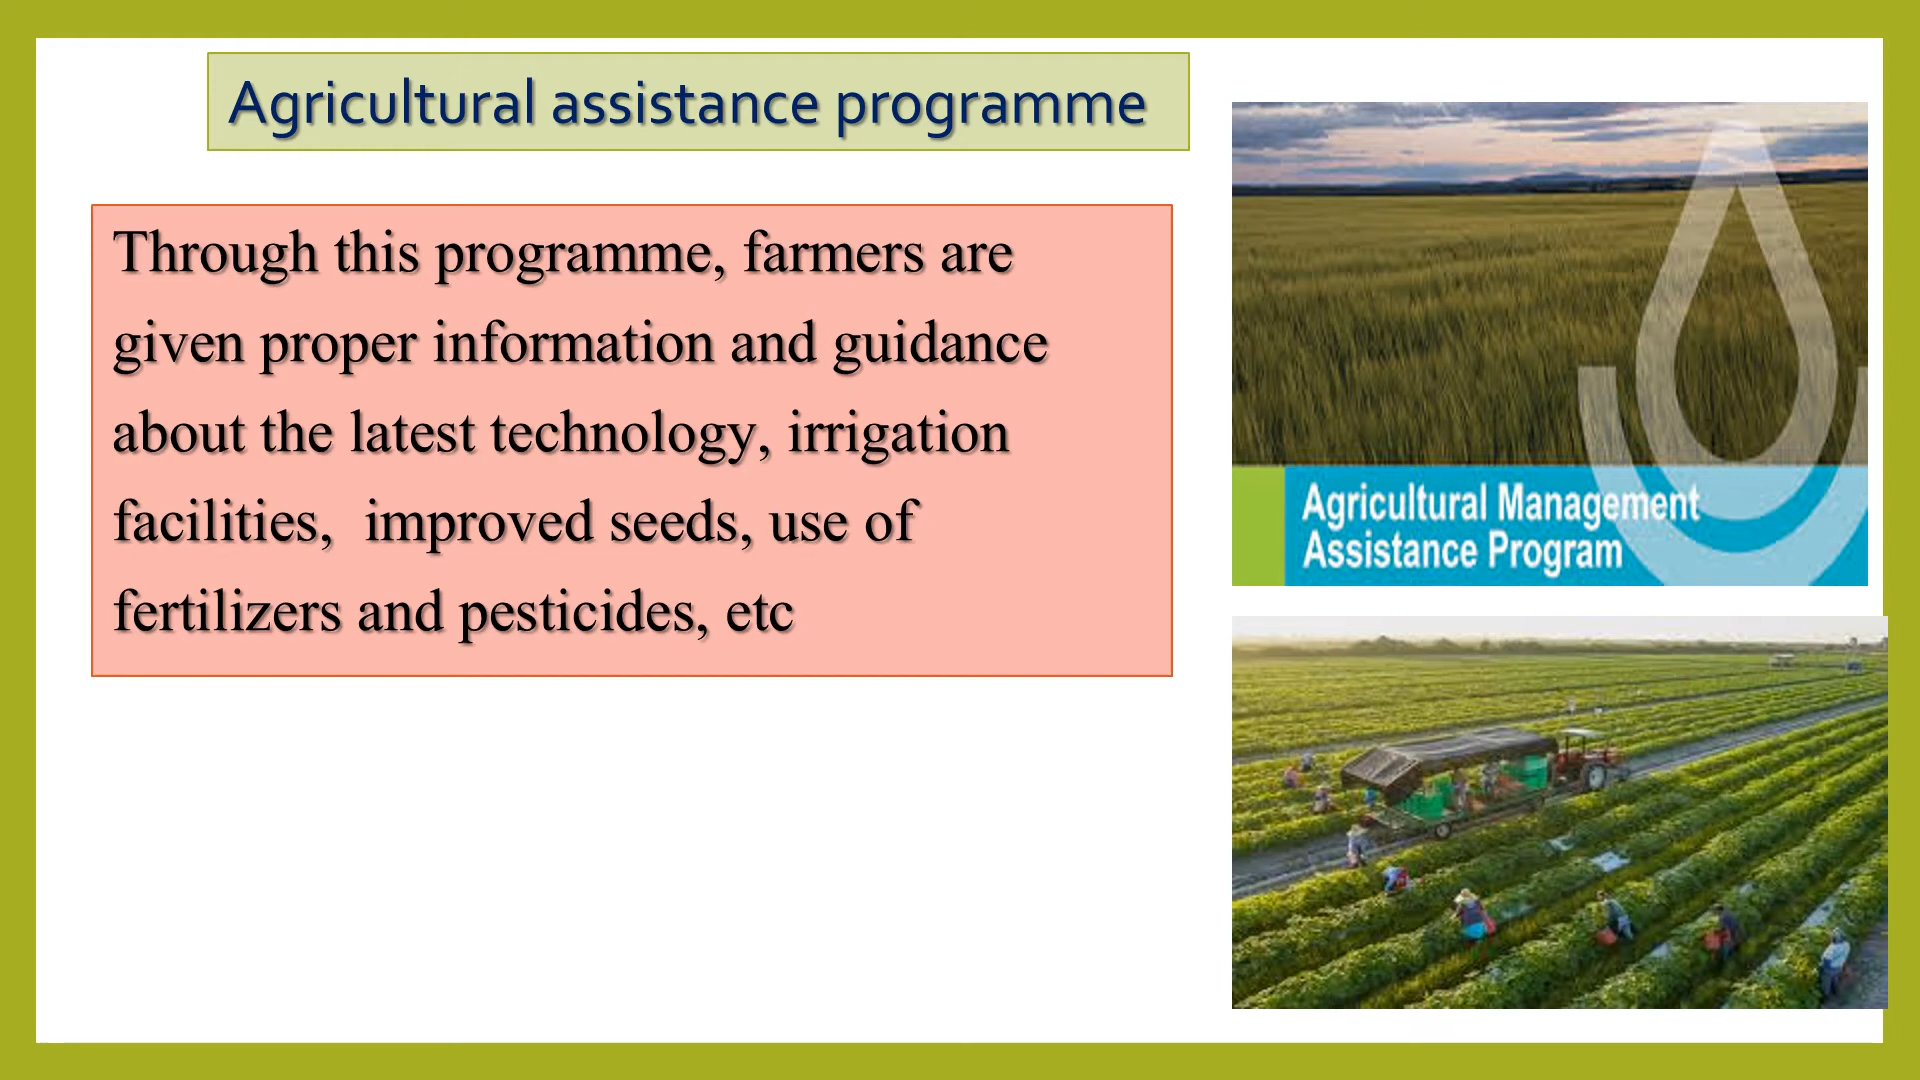 Agricultural assistance programme
Through this programme, farmers are
given proper information and guidance
about the latest technology, irrigation
facilities,  improved seeds, use of
fertilizers and pesticides, etc
Agricultural Management
Assistance Program